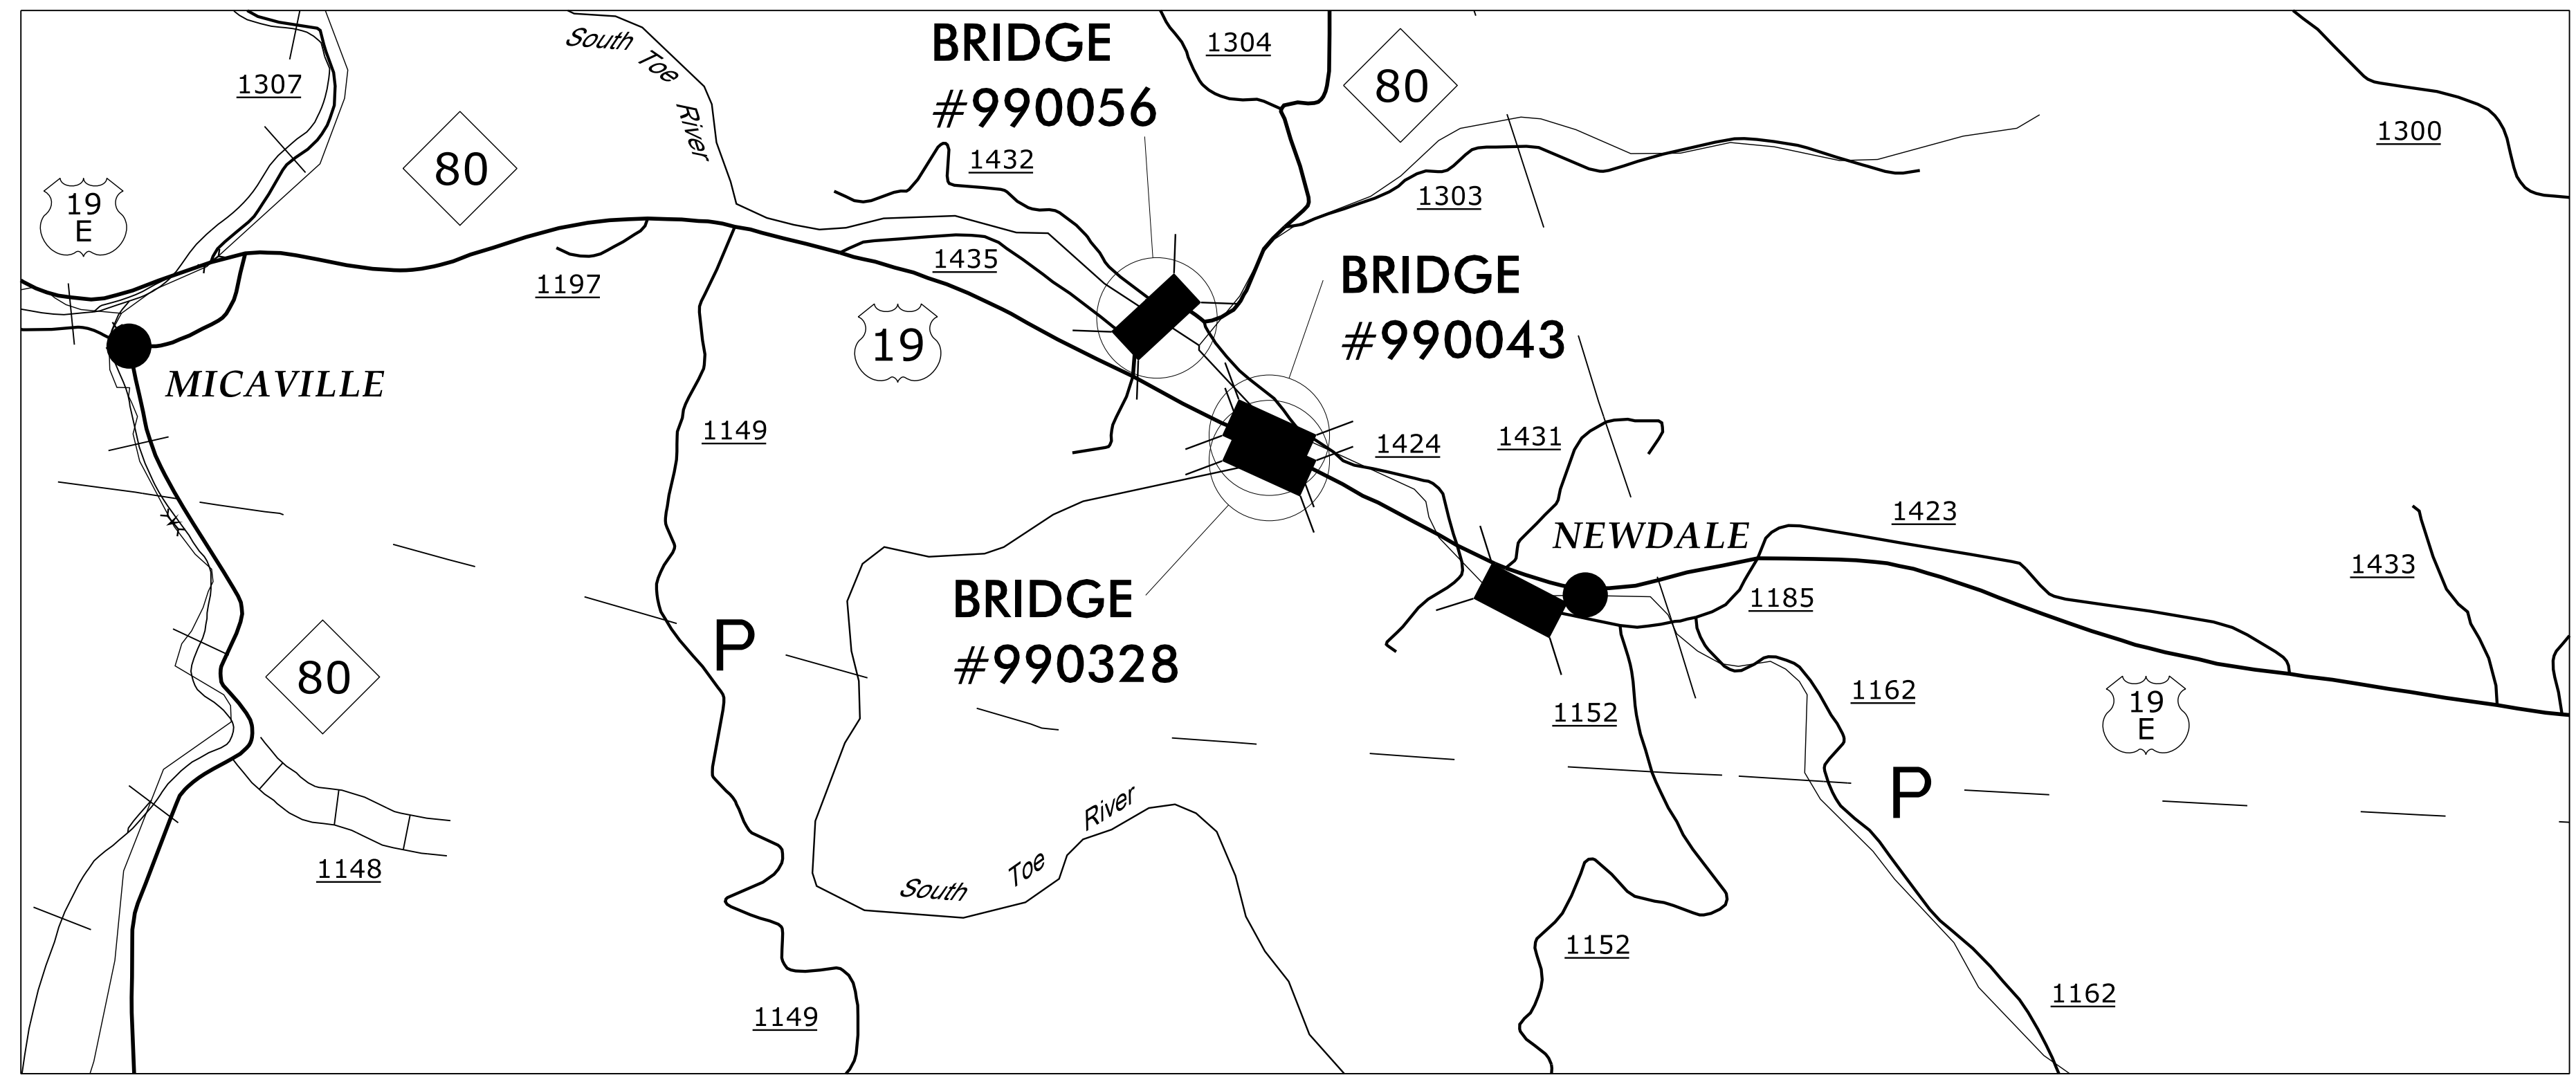 South Toe River
BRIDGE
#990056
1304
80
1307
1300
80
1432
1303
19
E
1435
1197
BRIDGE
#990043
19
MICAVILLE
1149
1424
1431
NEWDALE
1423
1433
BRIDGE
#990328
1185
P
80
1162
1152
19
E
P
River
Toe
South
1148
1152
1162
1149